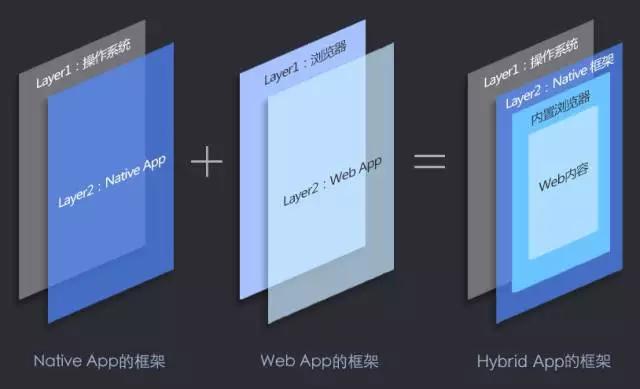 Layer1：操作系统
Layer2：Native App
Native App的框架
+
Layer1：浏览器
Layer2：Web App
Web App的框架
=
Layer1：操作系统
Layer2：Native 框架
内置浏览器
Web内容
Hybrid App的框架